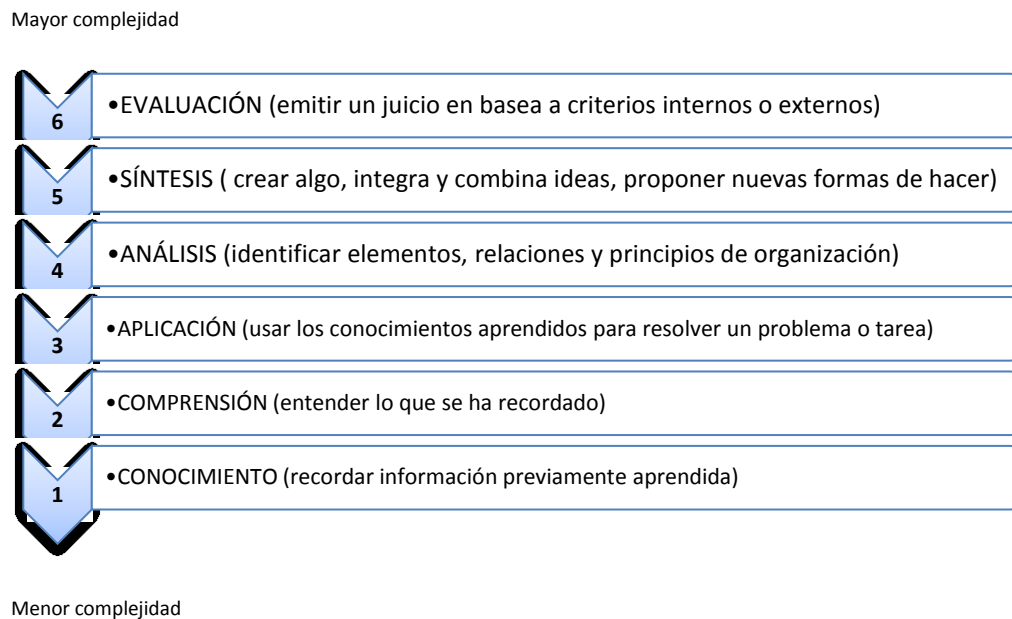 Mayor complejidad
6
•EVALUACIÓN (emitir un juicio en basea a criterios internos o externos)
5
•SÍNTESIS ( crear algo, integra y combina ideas, proponer nuevas formas de hacer)
4
•ANÁLISIS (identificar elementos, relaciones y principios de organización)
3
•APLICACIÓN (usar los conocimientos aprendidos para resolver un problema o tarea)
2
•COMPRENSIÓN (entender lo que se ha recordado)
1
•CONOCIMIENTO (recordar información previamente aprendida)
Menor complejidad